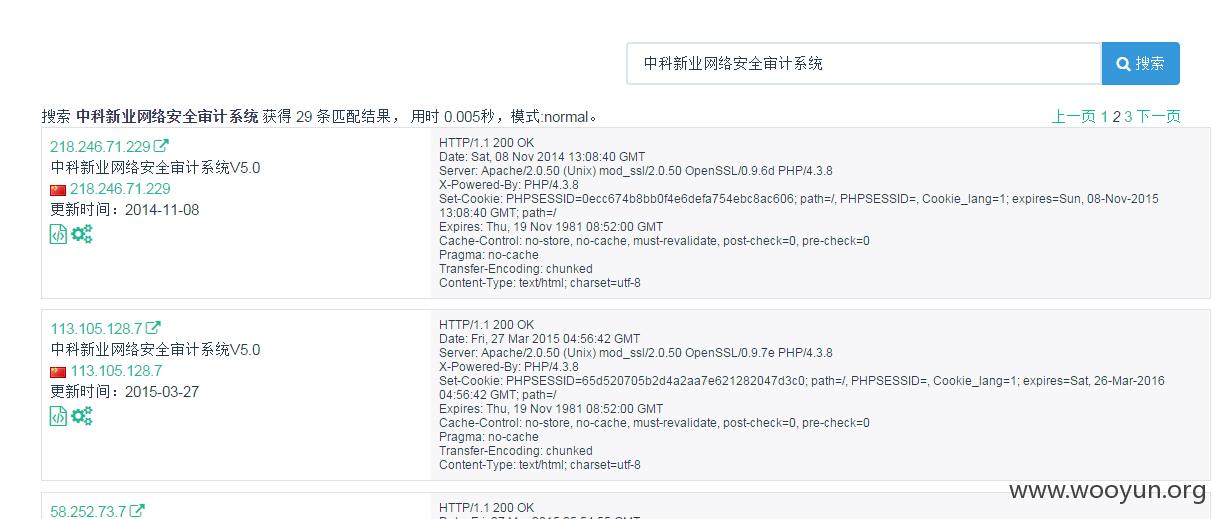 中科新业网络安全审计系统
搜索
搜索 中科新业网络安全审计系统 获得 29 条匹配结果， 用时 0.005秒，模式:normal。
上一页 1 2 3 下一页
218.246.71.229
中科新业网络安全审计系统V5.0
218.246.71.229
更新时间：2014-11-08
HTTP/1.1 200 OK
Date: Sat, 08 Nov 2014 13:08:40 GMT
Server: Apache/2.0.50 (Unix) mod_ssl/2.0.50 OpenSSL/0.9.6d PHP/4.3.8
X-Powered-By: PHP/4.3.8
Set-Cookie: PHPSESSID=0ecc674b8bb0f4e6defa754ebc8ac606; path=/, PHPSESSID=, Cookie_lang=1; expires=Sun, 08-Nov-2015
13:08:40 GMT; path=/
Expires: Thu, 19 Nov 1981 08:52:00 GMT
Cache-Control: no-store, no-cache, must-revalidate, post-check=0, pre-check=0
Pragma: no-cache
Transfer-Encoding: chunked
Content-Type: text/html; charset=utf-8
113.105.128.7
中科新业网络安全审计系统V5.0
113.105.128.7
更新时间：2015-03-27
HTTP/1.1 200 OK
Date: Fri, 27 Mar 2015 04:56:42 GMT
Server: Apache/2.0.50 (Unix) mod_ssl/2.0.50 OpenSSL/0.9.7e PHP/4.3.8
X-Powered-By: PHP/4.3.8
Set-Cookie: PHPSESSID=65d520705b2d4a2aa7e621282047d3c0; path=/, PHPSESSID=, Cookie_lang=1; expires=Sat, 26-Mar-2016
04:56:42 GMT; path=/
Expires: Thu, 19 Nov 1981 08:52:00 GMT
Cache-Control: no-store, no-cache, must-revalidate, post-check=0, pre-check=0
Pragma: no-cache
Transfer-Encoding: chunked
Content-Type: text/html; charset=utf-8
www.wooyun.org
58.252.73.7
HTTP/1.1 200 OK